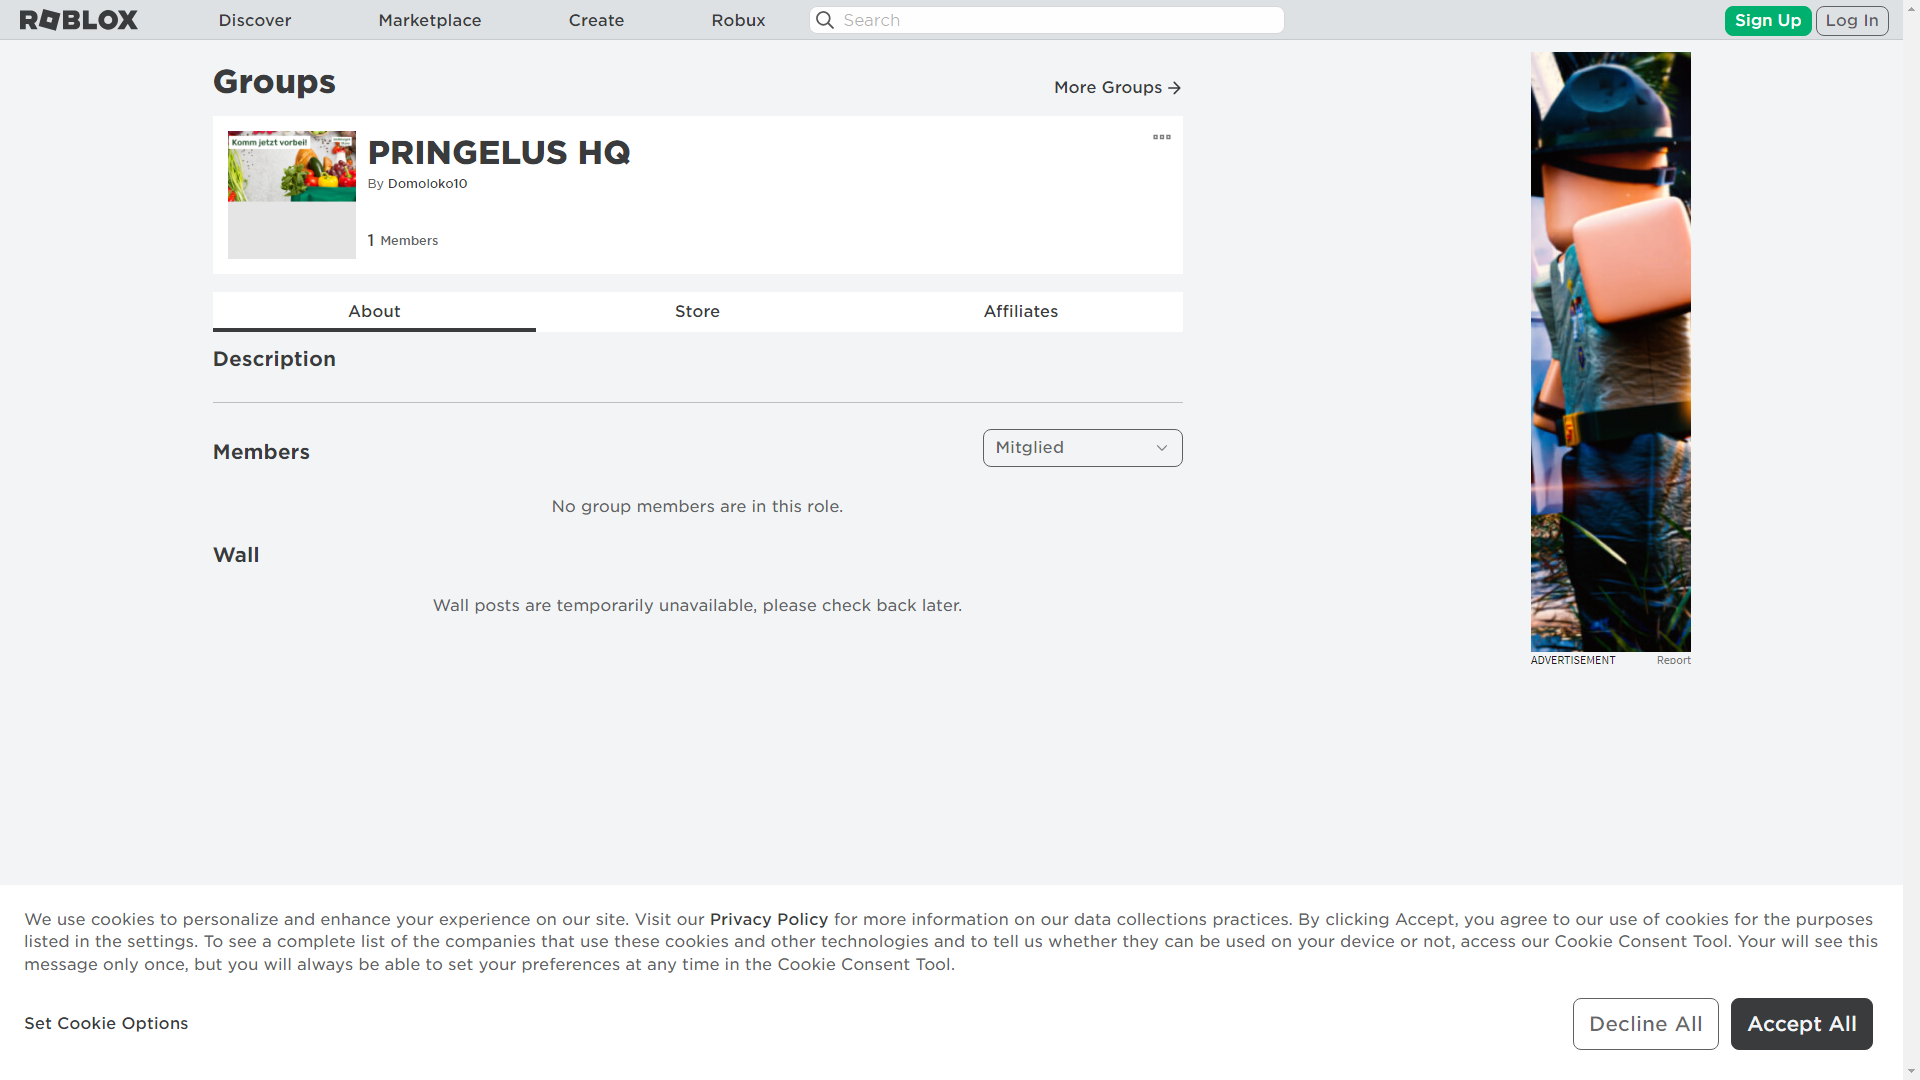 ROBLOX
Discover
Marketplace
Create
Robux
Search
Sign Up
Log In
Groups
More Groups
Komm jetzt vorbei!
PRINGELUS HQ
By Domoloko10
1 Members
About
Store
Affiliates
Description
Members
Mitglied
No group members are in this role.
Wall
Wall posts are temporarily unavailable, please check back later.
ADVERTISEMENT
Report
We use cookies to personalize and enhance your experience on our site. Visit our Privacy Policy for more information on our data collections practices. By clicking Accept, you agree to our use of cookies for the purposes
listed in the settings. To see a complete list of the companies that use these cookies and other technologies and to tell us whether they can be used on your device or not, access our Cookie Consent Tool. Your will see this
message only once, but you will always be able to set your preferences at any time in the Cookie Consent Tool.
Set Cookie Options
Decline All
Accept All